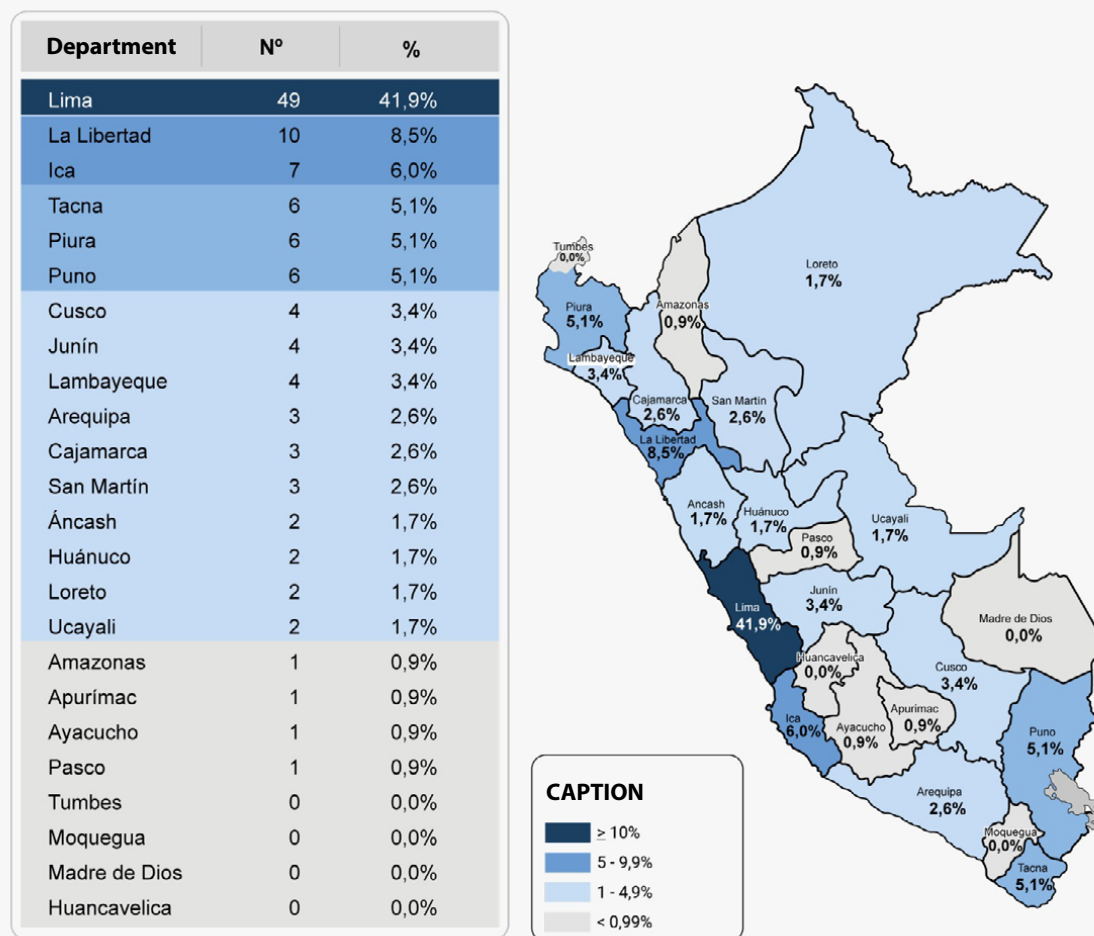 Department Nº %
Lima 49 41,9%
La Libertad 10 8,5%
Ica 7 6,0%
Tacna 6 5,1%
Piura 6 5,1%
Puno 6 5,1%
Cusco 4 3,4%
Junín 4 3,4%
Lambayeque 4 3,4%
Arequipa 3 2,6%
Cajamarca 3 2,6%
San Martín 3 2,6%
Áncash 2 1,7%
Huánuco 2 1,7%
Loreto 2 1,7%
Ucayali 2 1,7%
Amazonas 1 0,9%
Apurímac 1 0,9%
Ayacucho 1 0,9%
Pasco 1 0,9%
Tumbes 0 0,0%
Moquegua 0 0,0%
Madre de Dios 0 0,0%
Huancavelica 0 0,0%
Tumbes
0,0%
Loreto
1,7%
Piura
5,1%
Amazonas
0,9%
Lambayeque
3,4%
Cajamarca
2,6%
San Martin
2,6%
La Libertad
8,5%
Ancash
1,7%
Huánuco
1,7%
Ucayali
1,7%
Pasco
0,9%
Lima
41,9%
Junín
3,4%
Madre de Dios
0,0%
Huancavelica
0,0%
Cusco
3,4%
Ica
6,0%
Ayacucho
0,9%
Apurímac
0,9%
Puno
5,1%
Arequipa
2,6%
Moquegua
0,0%
Tacna
5,1%
CAPTION
≥ 10%
5 - 9,9%
1 - 4,9%
< 0,99%